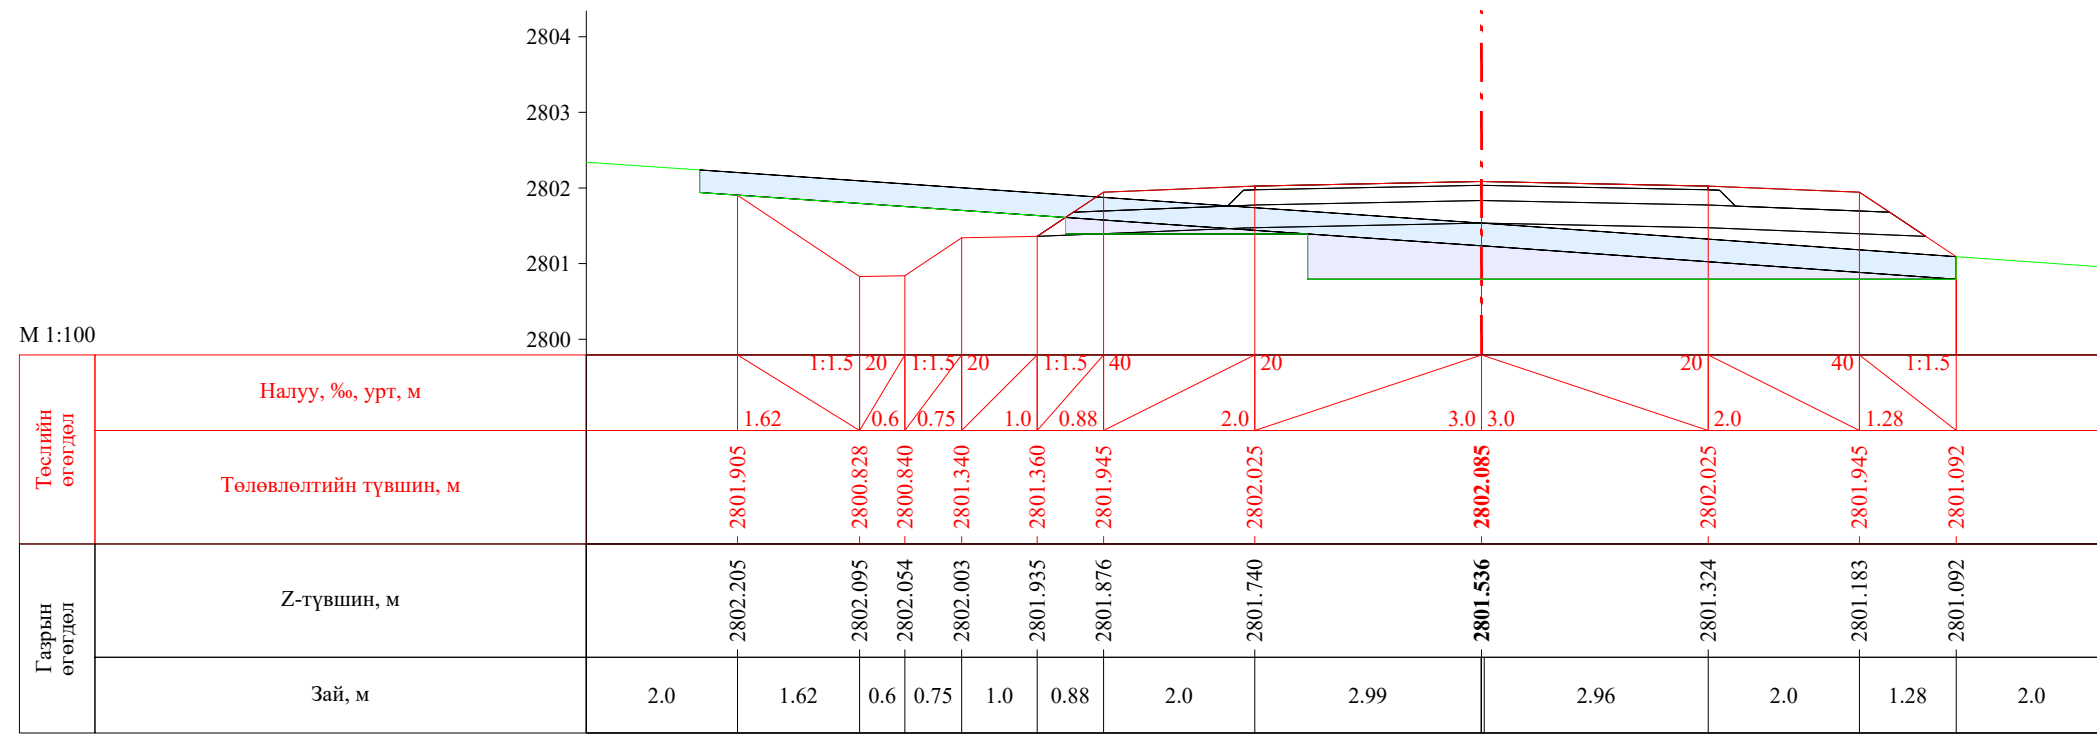 2804
2803
2802
2801
2800
М 1:100
Төслийн
өгөгдөл
Налуу, ‰, урт, м
1:1.5 20 1:1.5 20 1:1.5 40 20 20 40 1:1.5
1.62 0.6 0.75 1.0 0.88 2.0 3.0 3.0 2.0 1.28
Төлөвлөлтийн түвшин, м
2801.905 2800.828 2800.840 2801.340 2801.360 2801.945 2802.025 2802.085 2802.025 2801.945 2801.092
Газрын
өгөгдөл
Z-түвшин, м
2802.205 2802.095 2802.054 2802.003 2801.935 2801.876 2801.740 2801.536 2801.324 2801.183 2801.092
Зай, м
2.0 1.62 0.6 0.75 1.0 0.88 2.0 2.99 2.96 2.0 1.28 2.0